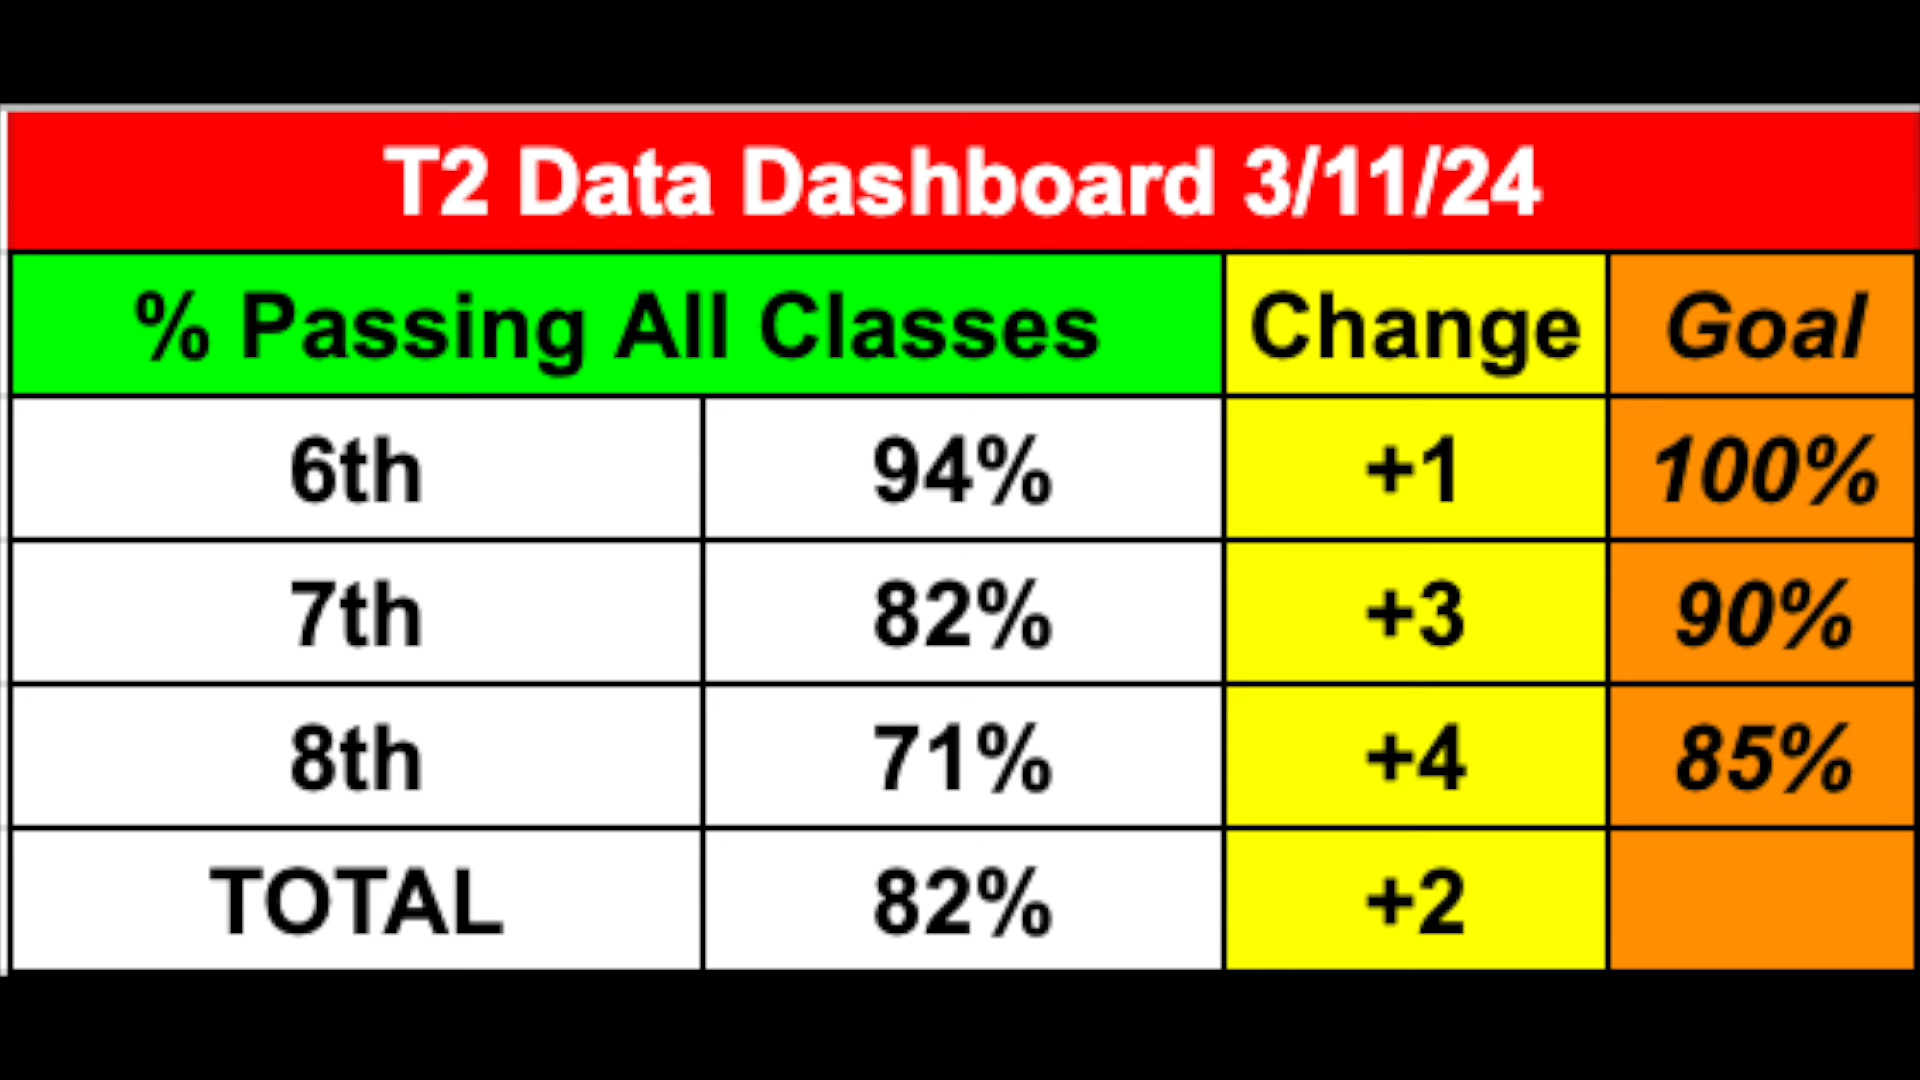 T2 Data Dashboard 3/11/24
% Passing All Classes Change Goal
6th 94% +1 100%
7th 82% +3 90%
8th 71% +4 85%
TOTAL 82% +2